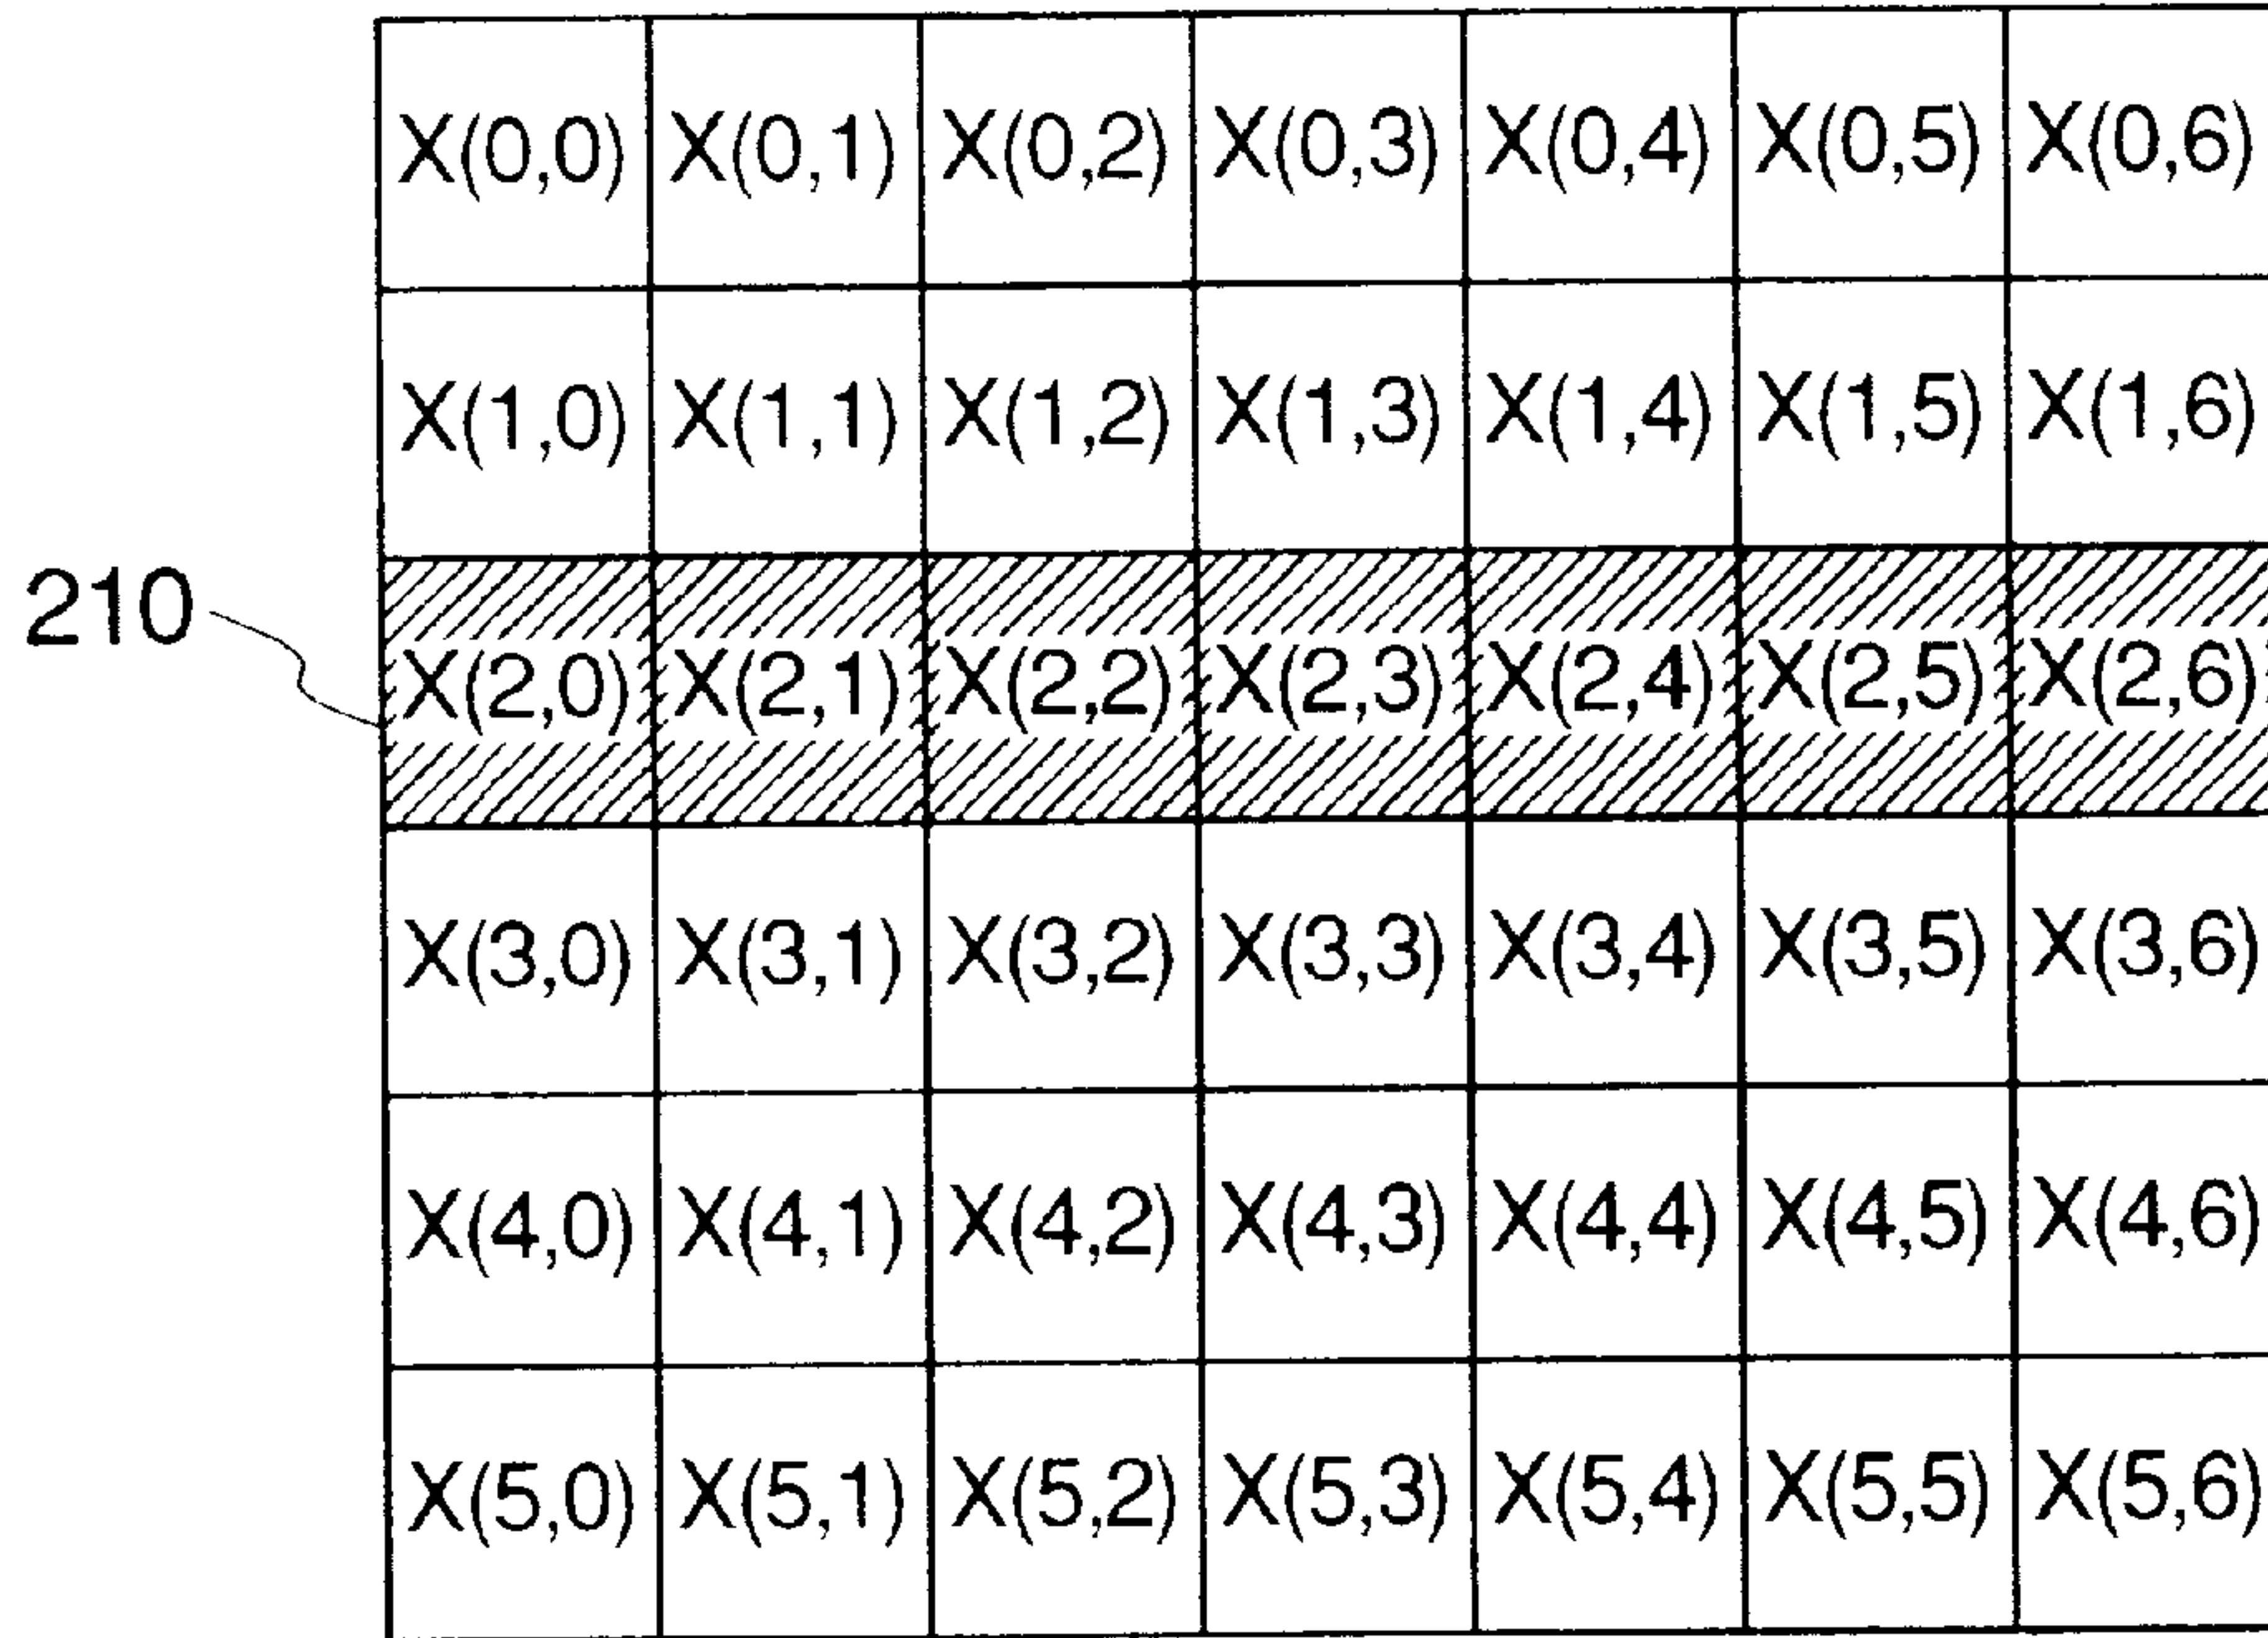 X(0,0) X(0,1) X(0,2) X(0,3) X(0,4) X(0,5) X(0,6)
X(1,0) X(1,1) X(1,2) X(1,3) X(1,4) X(1,5) X(1,6)
210
X(2,0) X(2,1) X(2,2) X(2,3) X(2,4) X(2,5) X(2,6)
X(3,0) X(3,1) X(3,2) X(3,3) X(3,4) X(3,5) X(3,6)
X(4,0) X(4,1) X(4,2) X(4,3) X(4,4) X(4,5) X(4,6)
X(5,0) X(5,1) X(5,2) X(5,3) X(5,4) X(5,5) X(5,6)